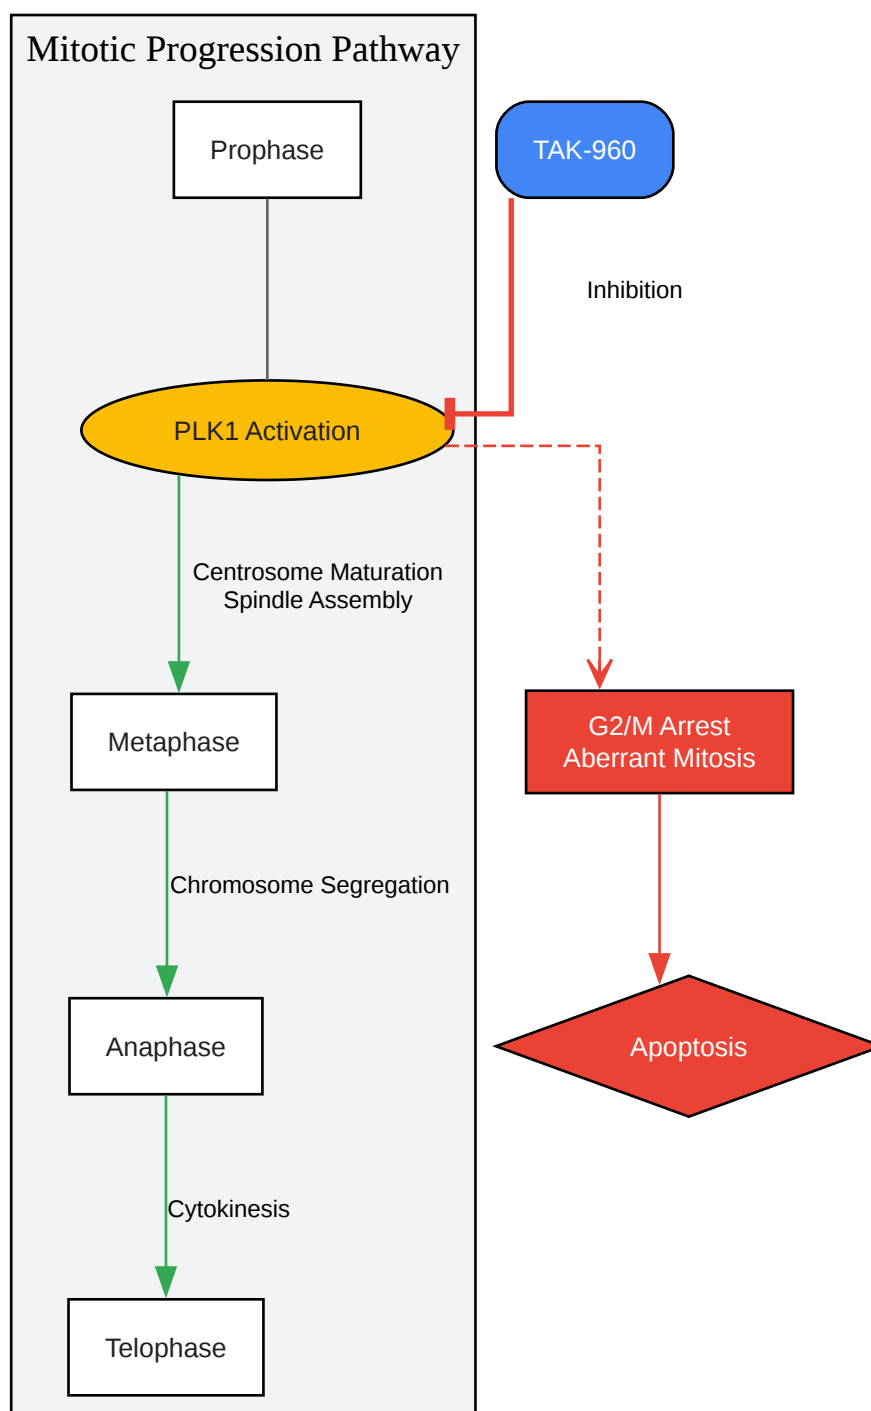 Mitotic Progression Pathway
Prophase
TAK-960
Inhibition
PLK1 Activation
Centrosome Maturation
Spindle Assembly
Metaphase
G2/M Arrest
Aberrant Mitosis
Chromosome Segregation
Anaphase
Apoptosis
Cytokinesis
Telophase